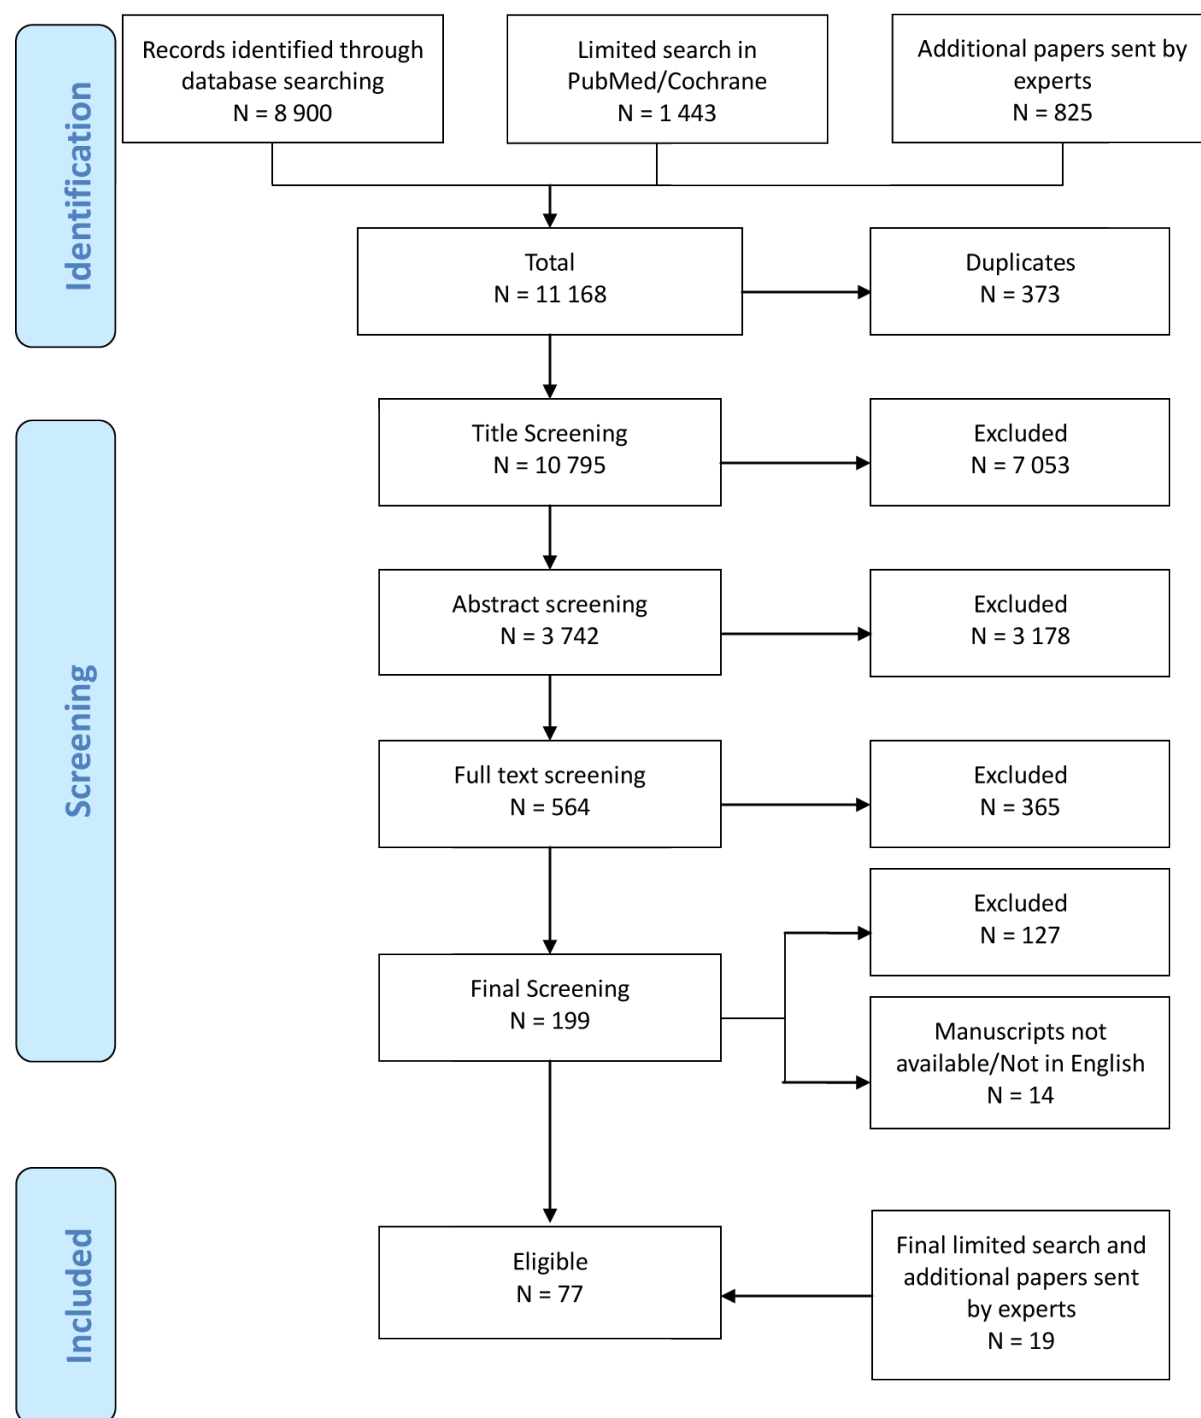 Identification
Records identified through
database searching
N = 8 900
Limited search in
PubMed/Cochrane
N = 1 443
Additional papers sent by
experts
N = 825
Total
N = 11 168
Duplicates
N = 373
Screening
Title Screening
N = 10 795
Excluded
N = 7 053
Abstract screening
N = 3 742
Excluded
N = 3 178
Full text screening
N = 564
Excluded
N = 365
Final Screening
N = 199
Excluded
N = 127
Manuscripts not
available/Not in English
N = 14
Included
Eligible
N = 77
Final limited search and
additional papers sent
by experts
N = 19